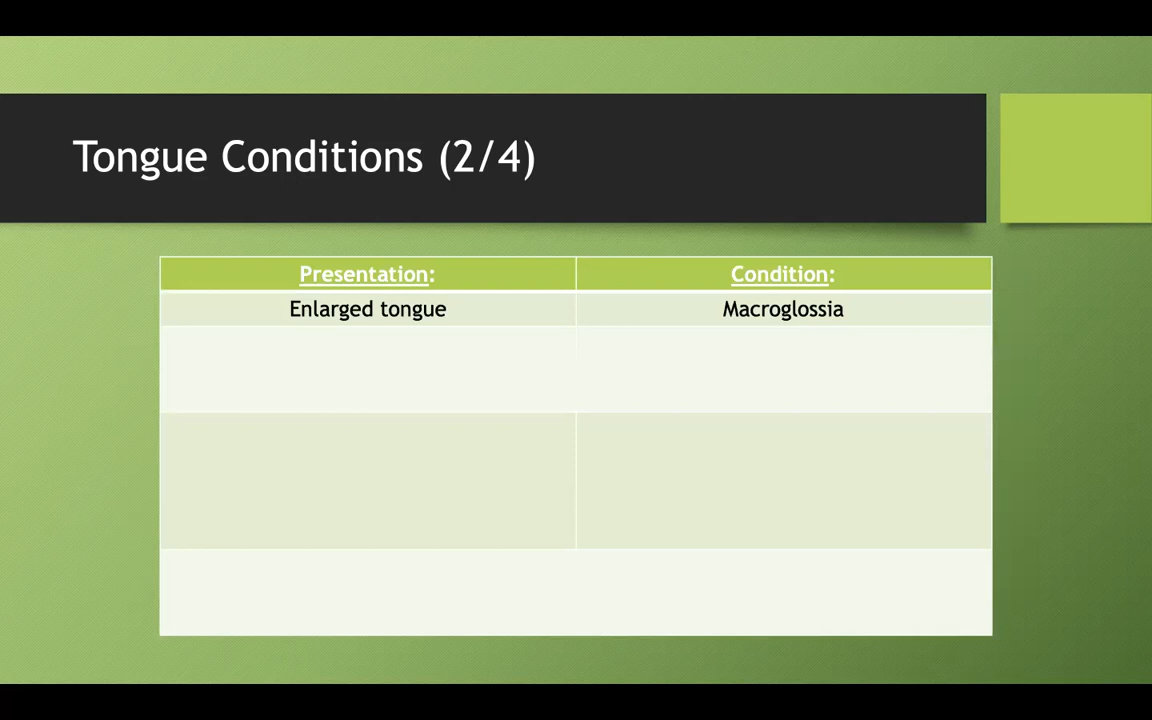 Tongue Conditions (2/4)
Presentation: Condition:
Enlarged tongue Macroglossia